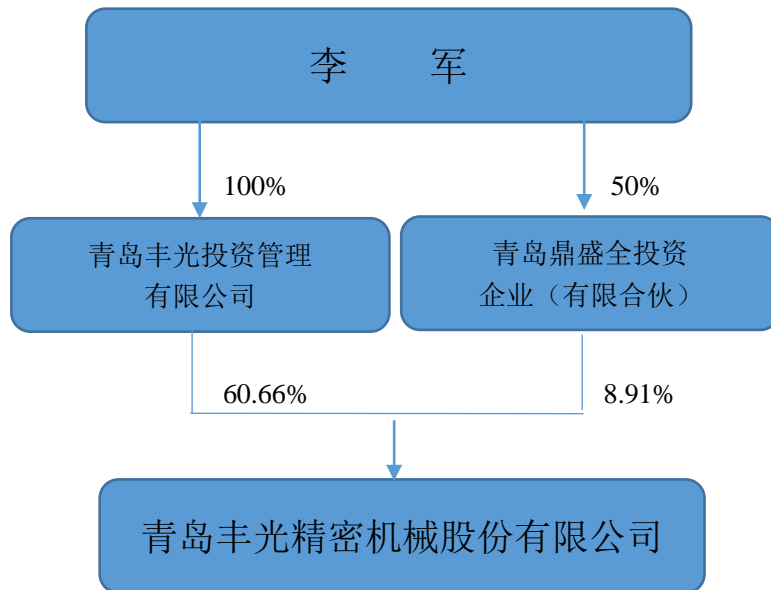 李 军
100%
50%
青岛丰光投资管理
有限公司
青岛鼎盛全投资
企业（有限合伙）
60.66%
8.91%
青岛丰光精密机械股份有限公司